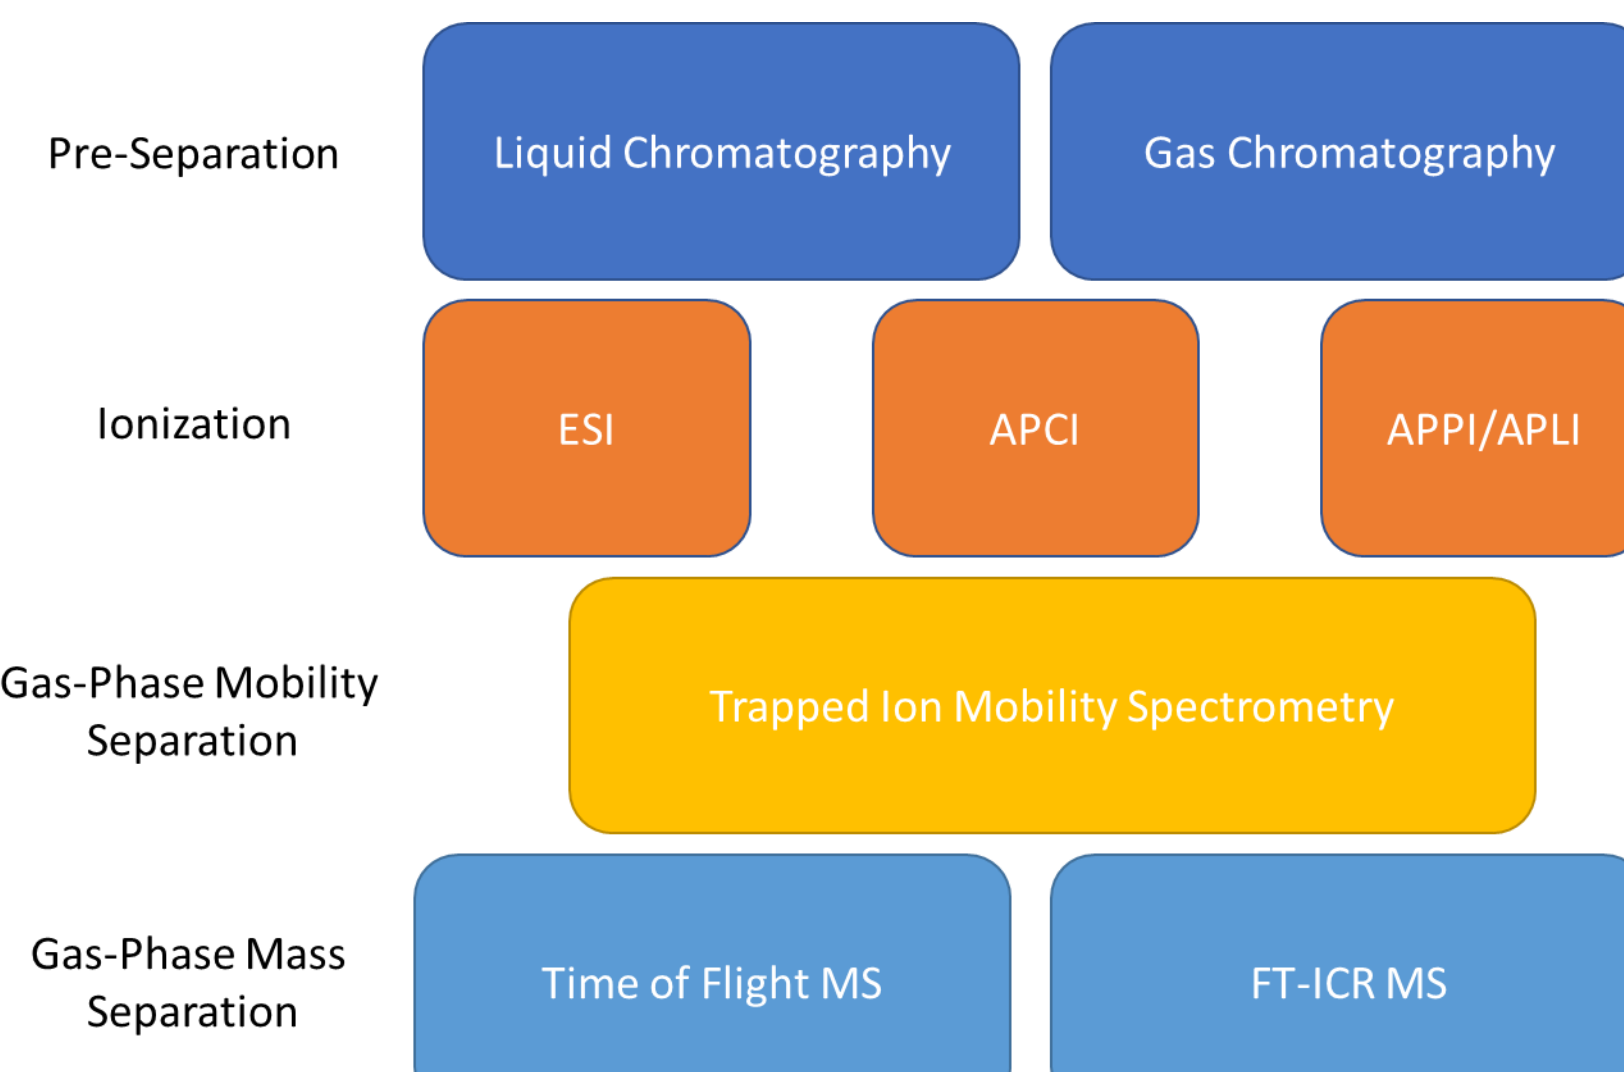 Pre-Separation
Liquid Chromatography
Gas Chromatography
Ionization
ESI
APCI
APPI/APLI
Gas-Phase Mobility
Separation
Trapped Ion Mobility Spectrometry
Gas-Phase Mass
Separation
Time of Flight MS
FT-ICR MS